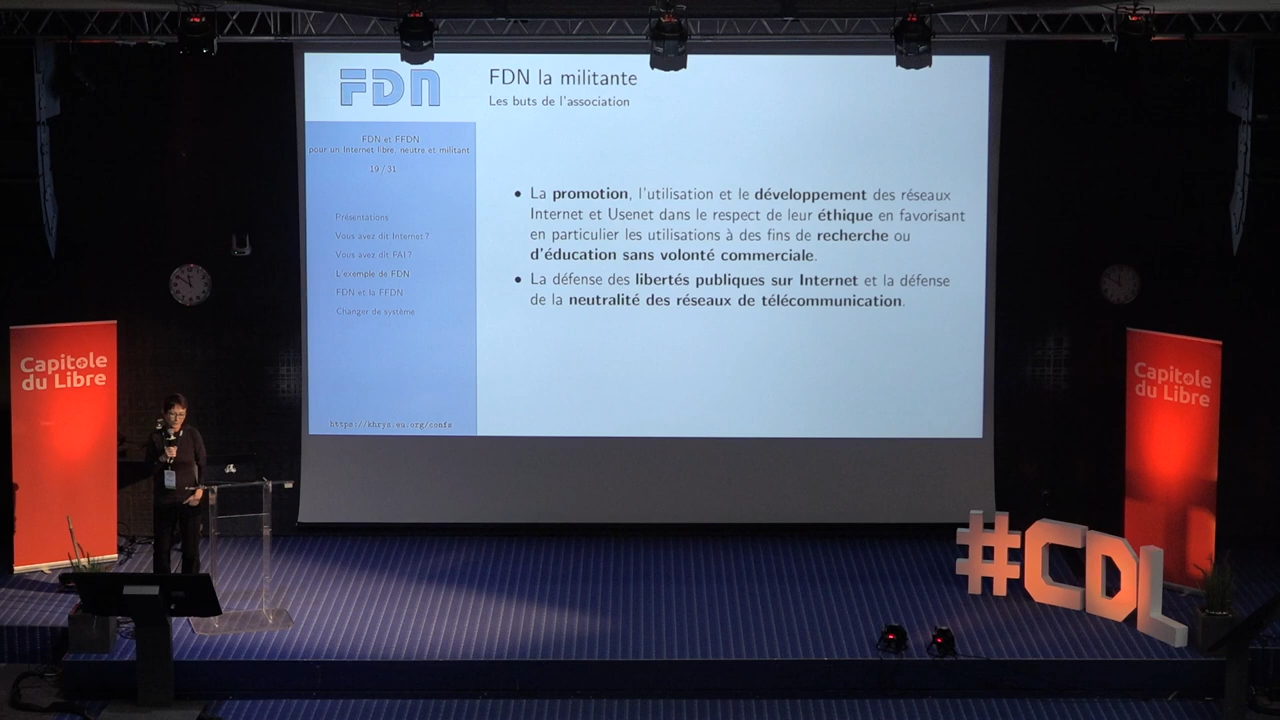 FDN
FDN la militante
Les buts de l'association
FDN et FFDN
pour un Internet libre, neutre et militant
19 / 31
Présentations
Vous avez dit Internet ?
Vous avez dit FAI ?
L'exemple de FDN
FDN et la FFDN
Changer de système
https://khrys.eu.org/confs
• La promotion, l'utilisation et le développement des réseaux
Internet et Usenet dans le respect de leur éthique en favorisant
en particulier les utilisations à des fins de recherche ou
d'éducation sans volonté commerciale.
• La défense des libertés publiques sur Internet et la défense
de la neutralité des réseaux de télécommunication.
Capitole
du Libre
Capitole
du Libre
#CDL